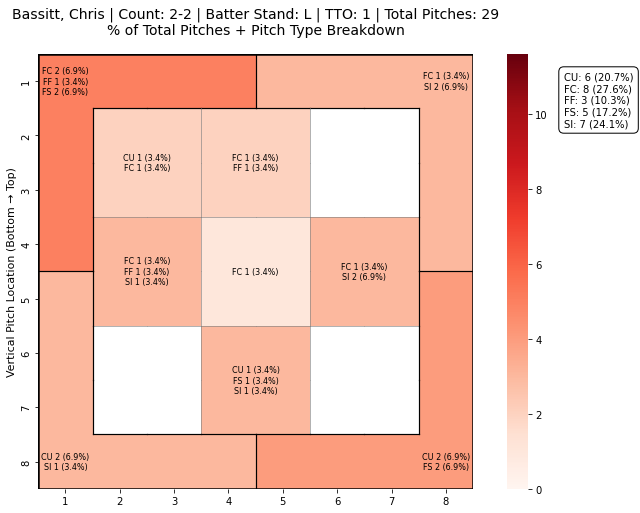 Bassitt, Chris | Count: 2-2 | Batter Stand: L | TTO: 1 | Total Pitches: 29
% of Total Pitches + Pitch Type Breakdown
FC 2 (6.9%)
FF 1 (3.4%)
FS 2 (6.9%)
FC 1 (3.4%)
SI 2 (6.9%)
CU 1 (3.4%)
FC 1 (3.4%)
FC 1 (3.4%)
FF 1 (3.4%)
FC 1 (3.4%)
FF 1 (3.4%)
SI 1 (3.4%)
FC 1 (3.4%)
FC 1 (3.4%)
SI 2 (6.9%)
CU 1 (3.4%)
FS 1 (3.4%)
SI 1 (3.4%)
CU 2 (6.9%)
SI 1 (3.4%)
CU 2 (6.9%)
FS 2 (6.9%)
Vertical Pitch Location (Bottom → Top)
1
2
3
4
5
6
7
8
1
2
3
4
5
6
7
8
10
8
6
4
2
0
CU: 6 (20.7%)
FC: 8 (27.6%)
FF: 3 (10.3%)
FS: 5 (17.2%)
SI: 7 (24.1%)